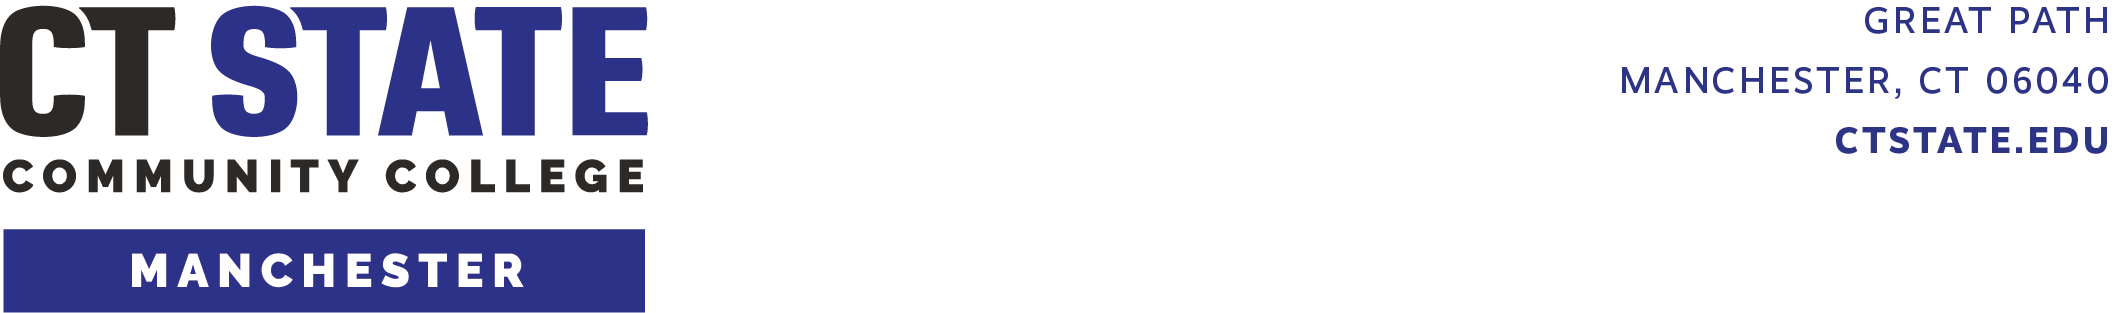 CT STATE
COMMUNITY COLLEGE
MANCHESTER
GREAT PATH
MANCHESTER, CT 06040
CTSTATE.EDU